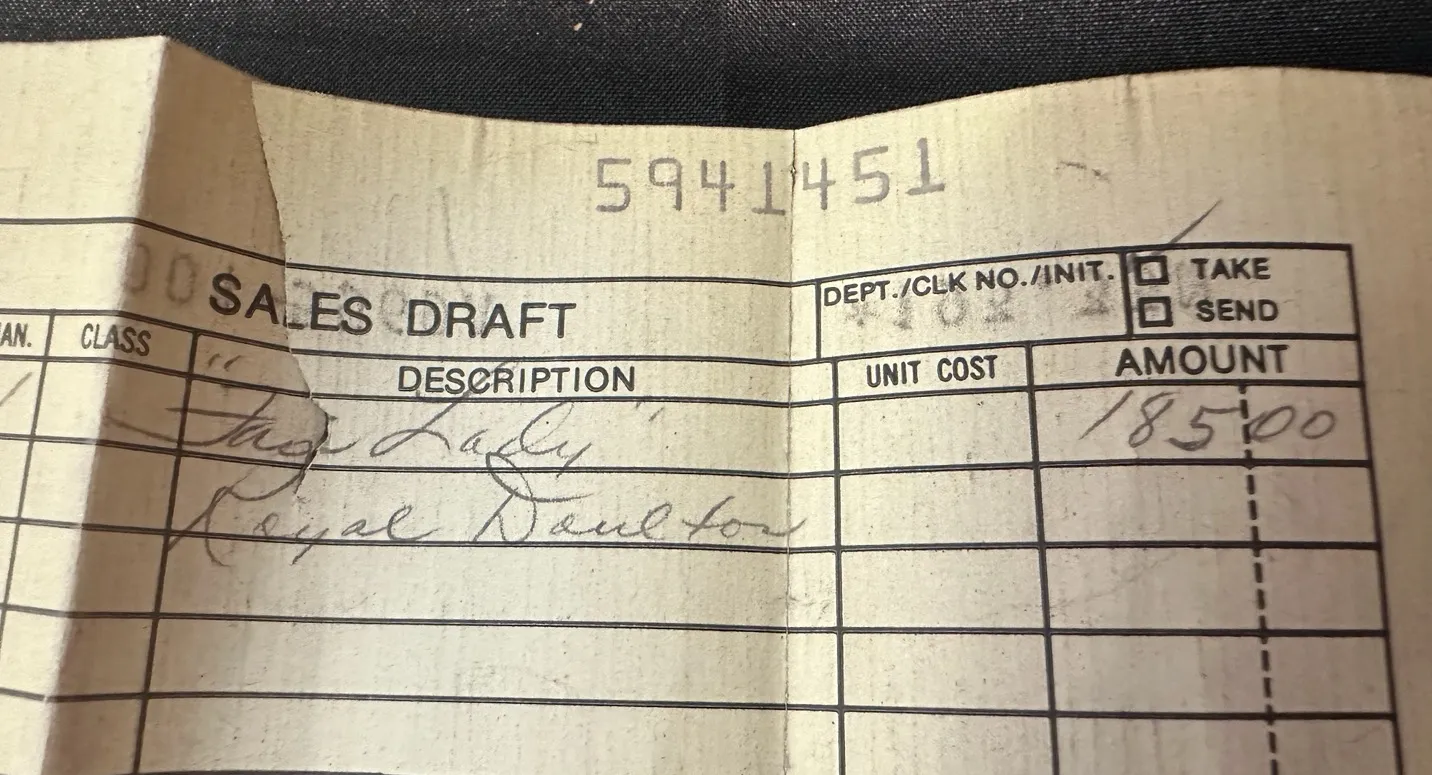 5941451
SALES DRAFT
DEPT./CLK NO./INIT.
TAKE
SEND
AN. CLASS DESCRIPTION UNIT COST AMOUNT
" Lady" 185 00
Royal Doulton